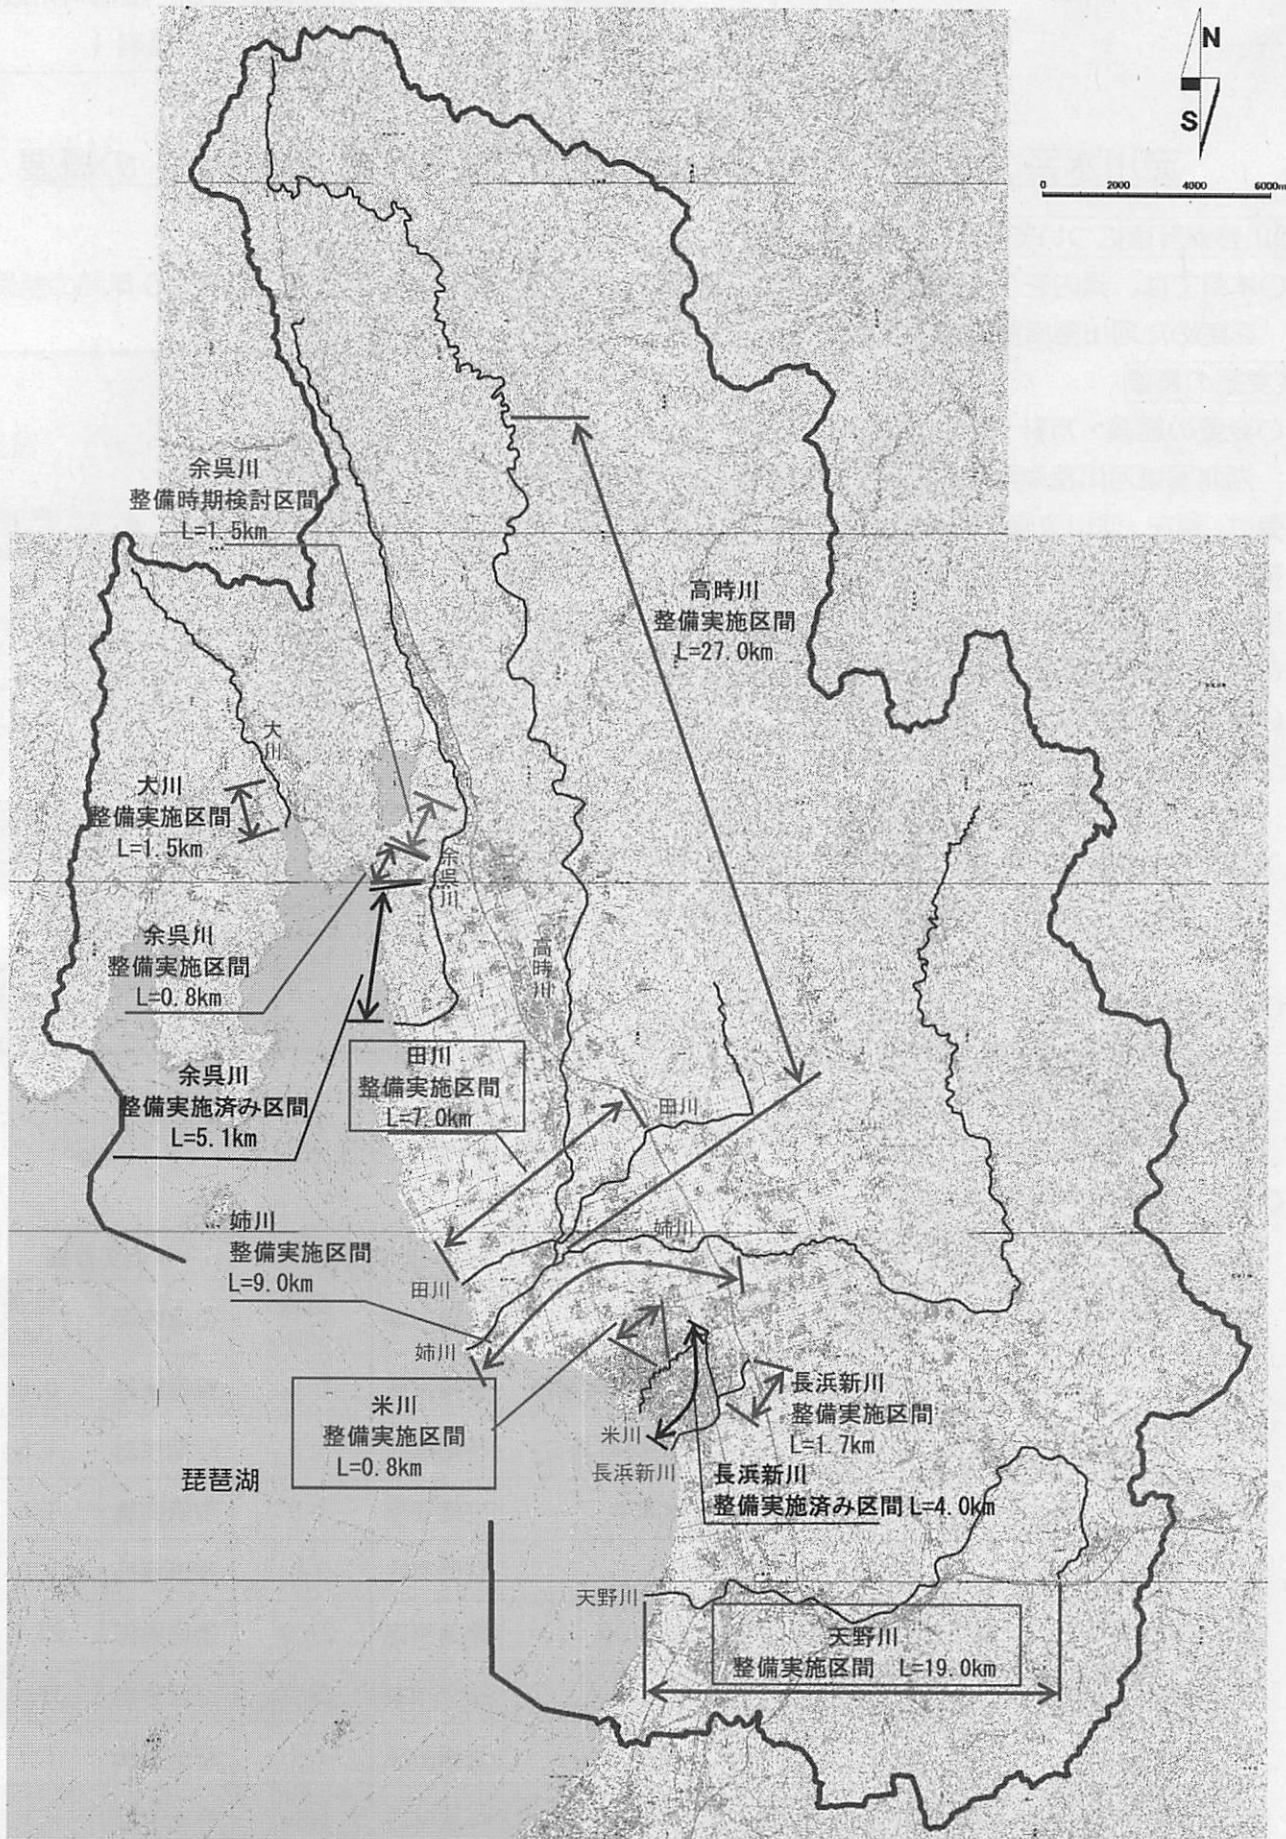 N
S
0 2000 4000 6000m
余呉川
整備時期検討区間
L=1.5km
高時川
整備実施区間
L=27.0km
大川
大川
整備実施区間
L=1.5km
余呉川
余呉川
整備実施区間
L=0.8km
高時川
余呉川
整備実施済み区間
L=5.1km
田川
整備実施区間
L=7.0km
田川
姉川
姉川
整備実施区間
L=9.0km
田川
姉川
米川
整備実施区間
L=0.8km
長浜新川
整備実施区間
L=1.7km
米川
長浜新川
長浜新川
整備実施済み区間 L=4.0km
琵琶湖
天野川
天野川
整備実施区間 L=19.0km